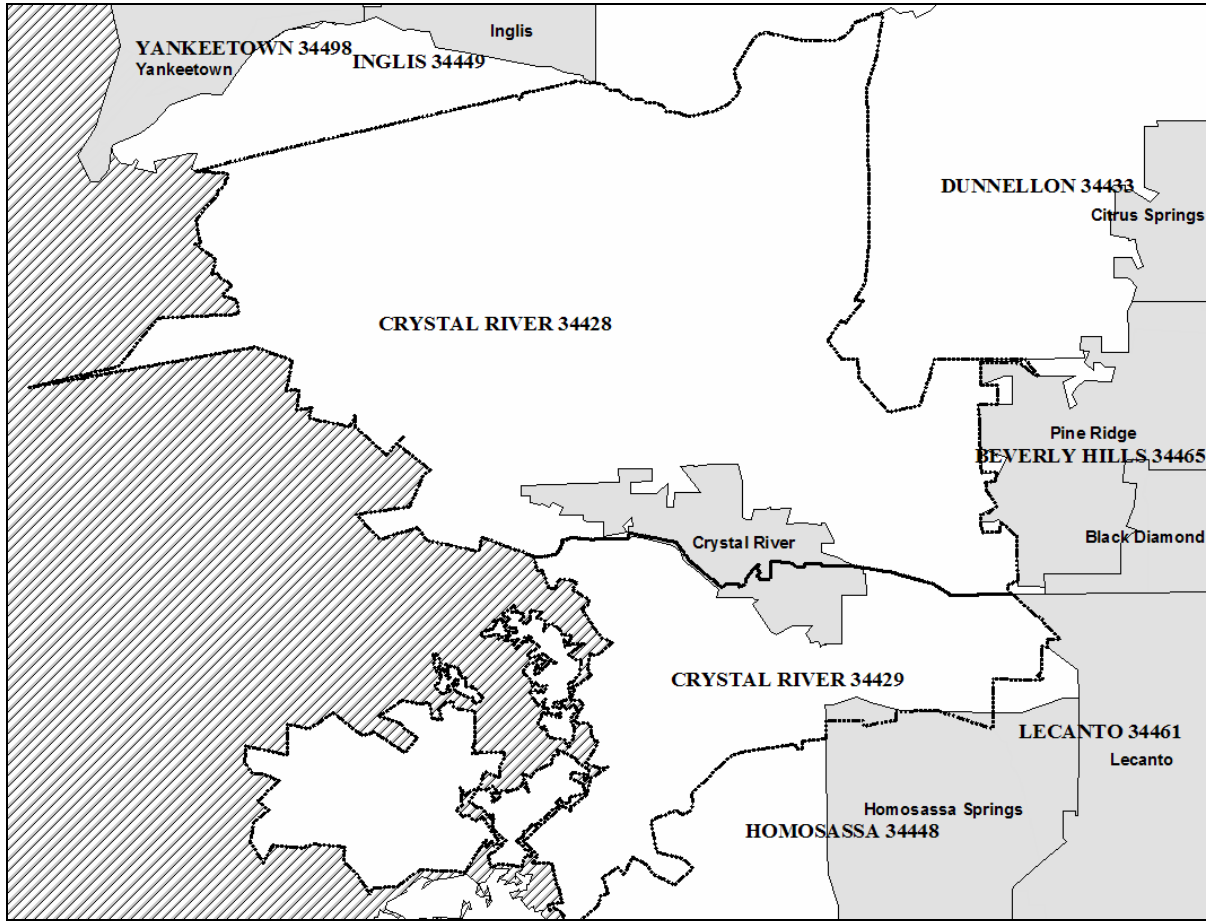 Inglis
YANKEETOWN 34498
INGLIS 34449
Yankeetown
DUNNELLON 34433
Citrus Springs
CRYSTAL RIVER 34428
Pine Ridge
BEVERLY HILLS 34465
Black Diamond
Crystal River
CRYSTAL RIVER 34429
LECANTO 34461
Lecanto
Homosassa Springs
HOMOSASSA 34448